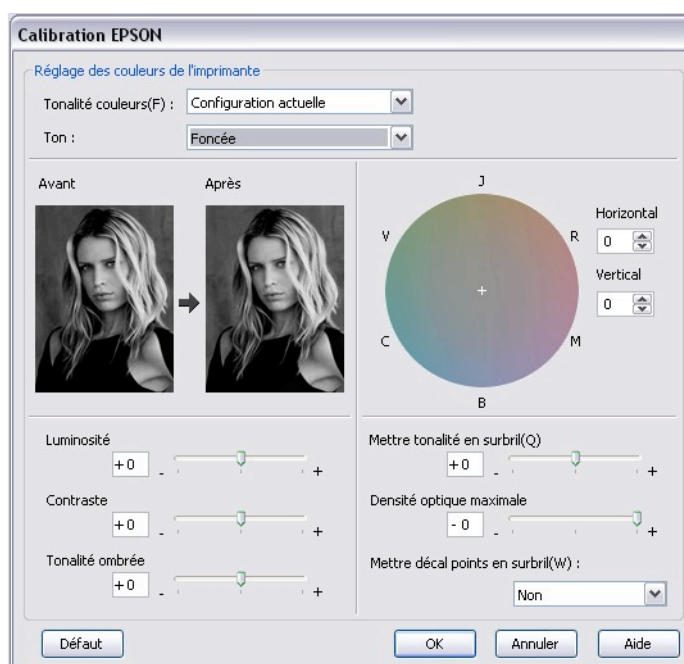 Calibration EPSON
Réglage des couleurs de l'imprimante
Tonalité couleurs(F) : Configuration actuelle
Ton : Foncée
Avant Après
J
V R
C M
B
Horizontal
0
Vertical
0
Luminosité
+0 - +
Contraste
+0 - +
Tonalité ombrée
+0 - +
Mettre tonalité en surbril(Q)
+0 - +
Densité optique maximale
- 0 - +
Mettre décal points en surbril(W) :
Non
Défaut OK Annuler Aide